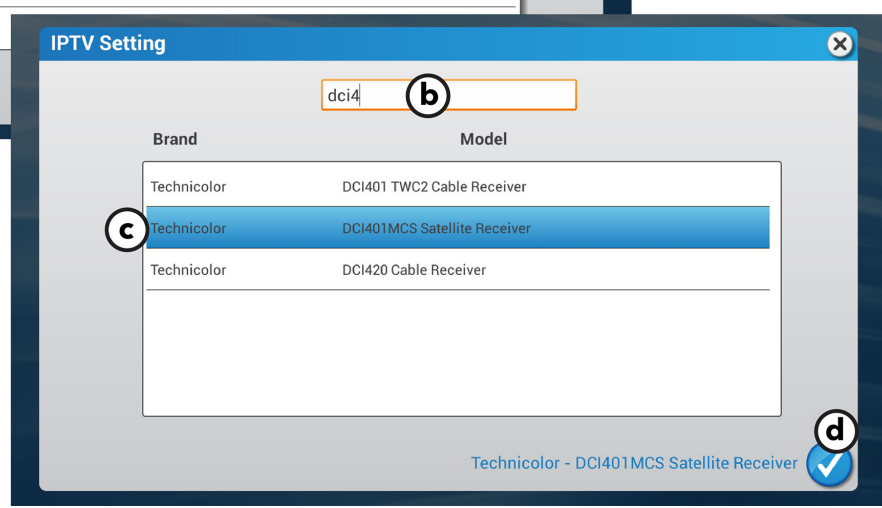 IPTV Setting
dci4
b
Brand Model
Technicolor DCI401 TWC2 Cable Receiver
c
Technicolor DCI401MCS Satellite Receiver
Technicolor DCI420 Cable Receiver
d
Technicolor - DCI401MCS Satellite Receiver